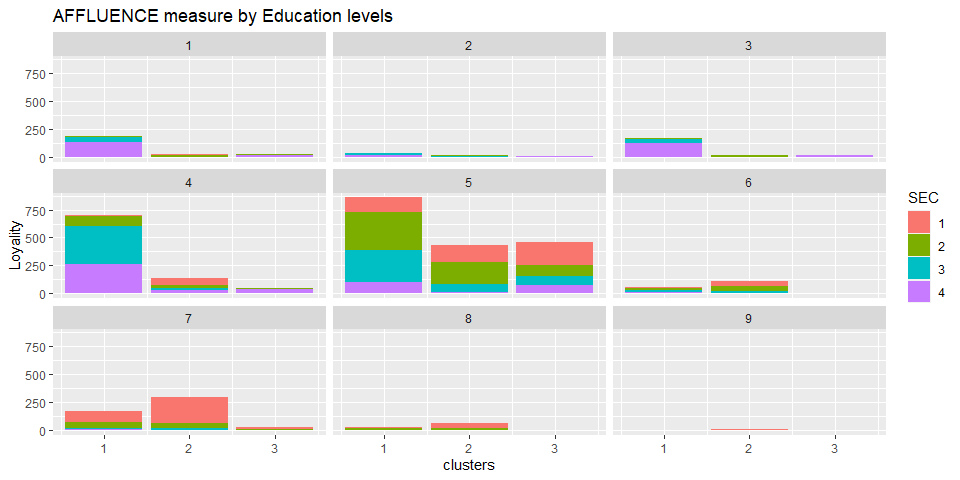 AFFLUENCE measure by Education levels
1 2 3
750
500
250
0
4 5 6
750
500
250
0
7 8 9
750
500
250
0
1 2 3 1 2 3 1 2 3
clusters
Loyality
SEC
1
2
3
4